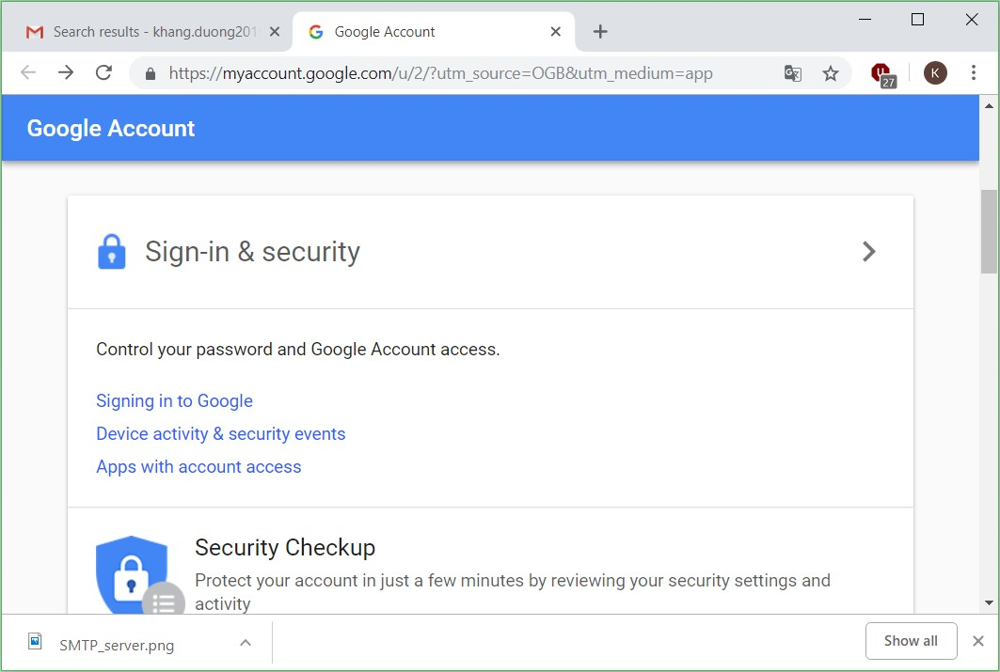 Search results - khang.duong201
Google Account
https://myaccount.google.com/u/2/?utm_source=OGB&utm_medium=app
27
K
Google Account
Sign-in & security
Control your password and Google Account access.
Signing in to Google
Device activity & security events
Apps with account access
Security Checkup
Protect your account in just a few minutes by reviewing your security settings and
activity
SMTP_server.png
Show all